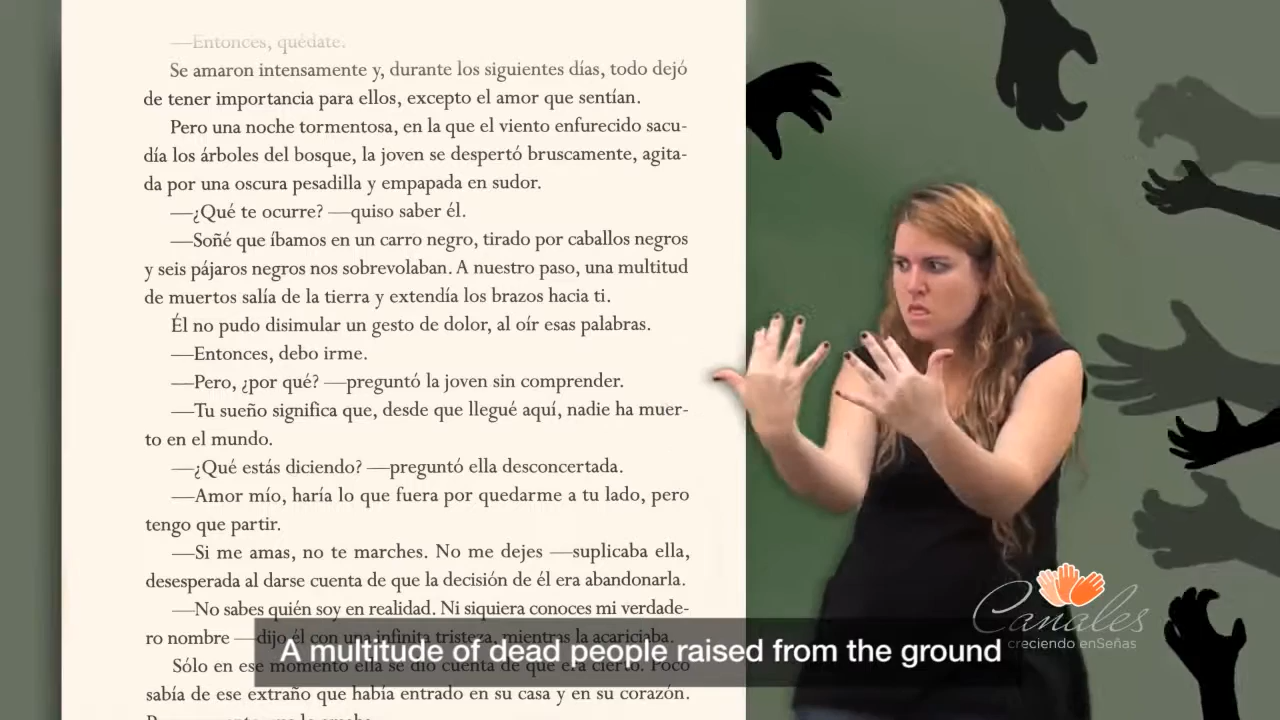 —Entonces, quédate.
Se amaron intensamente y, durante los siguientes días, todo dejó
de tener importancia para ellos, excepto el amor que sentían.
Pero una noche tormentosa, en la que el viento enfurecido sacu-
día los árboles del bosque, la joven se despertó bruscamente, agita-
da por una oscura pesadilla y empapada en sudor.
—¿Qué te ocurre? —quiso saber él.
—Soñé que íbamos en un carro negro, tirado por caballos negros
y seis pájaros negros nos sobrevolaban. A nuestro paso, una multitud
de muertos salía de la tierra y extendía los brazos hacia ti.
Él no pudo disimular un gesto de dolor, al oír esas palabras.
—Entonces, debo irme.
—Pero, ¿por qué? —preguntó la joven sin comprender.
—Tu sueño significa que, desde que llegué aquí, nadie ha muer-
to en el mundo.
—¿Qué estás diciendo? —preguntó ella desconcertada.
—Amor mío, haría lo que fuera por quedarme a tu lado, pero
tengo que partir.
—Si me amas, no te marches. No me dejes —suplicaba ella,
desesperada al darse cuenta de que la decisión de él era abandonarla.
—No sabes quién soy en realidad. Ni siquiera conoces mi verdade-
ro nombre —dijo él con una infinita tristeza, mientras la acariciaba.
Sólo en ese momento ella se dio cuenta de que era cierto. Poco
sabía de ese extraño que había entrado en su casa y en su corazón.
A multitude of dead people raised from the ground
Canales
creciendo enSeñas